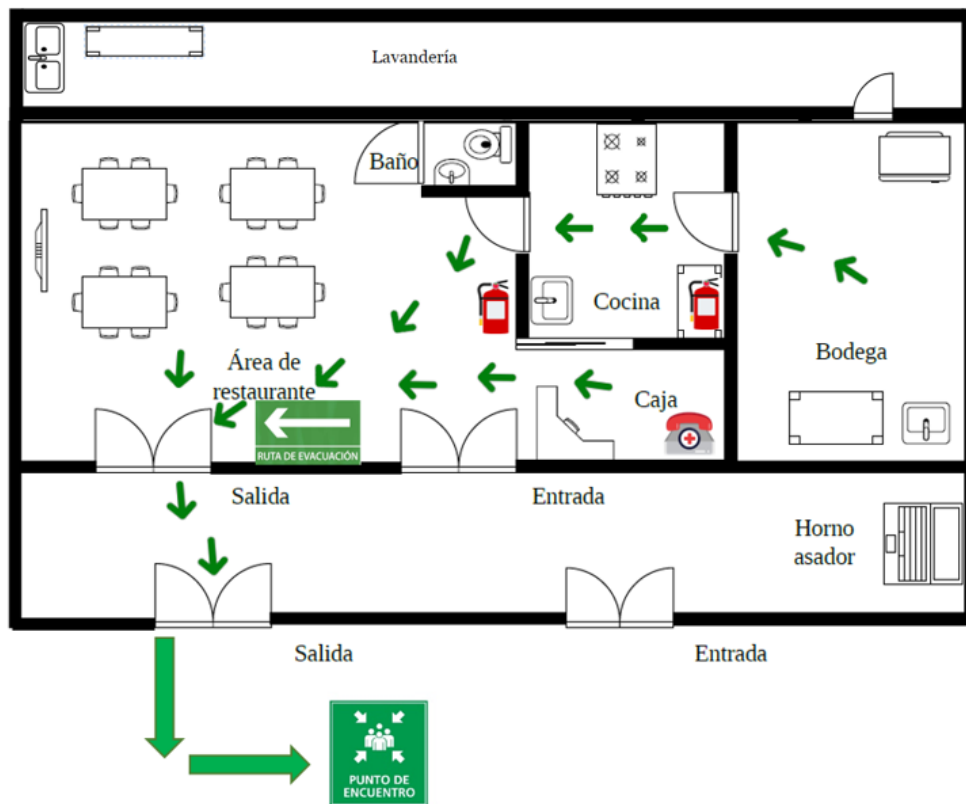 Lavandería
Baño
Cocina
Bodega
Área de
restaurante
Caja
RUTA DE EVACUACIÓN
Salida
Entrada
Horno
asador
Salida
Entrada
PUNTO DE
ENCUENTRO